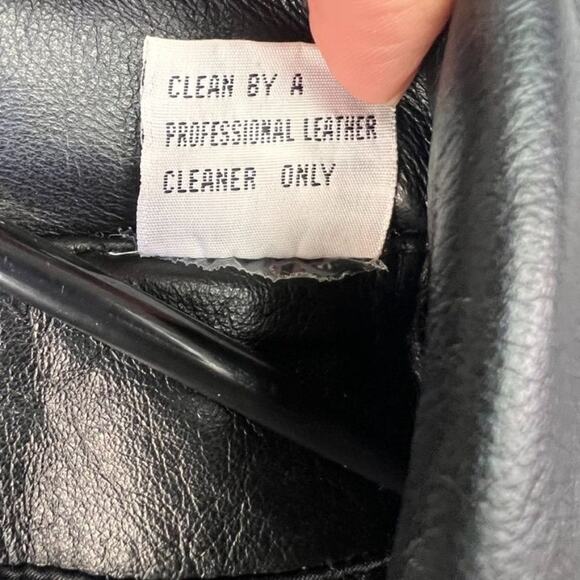 CLEAN BY A
PROFESSIONAL LEATHER
CLEANER ONLY